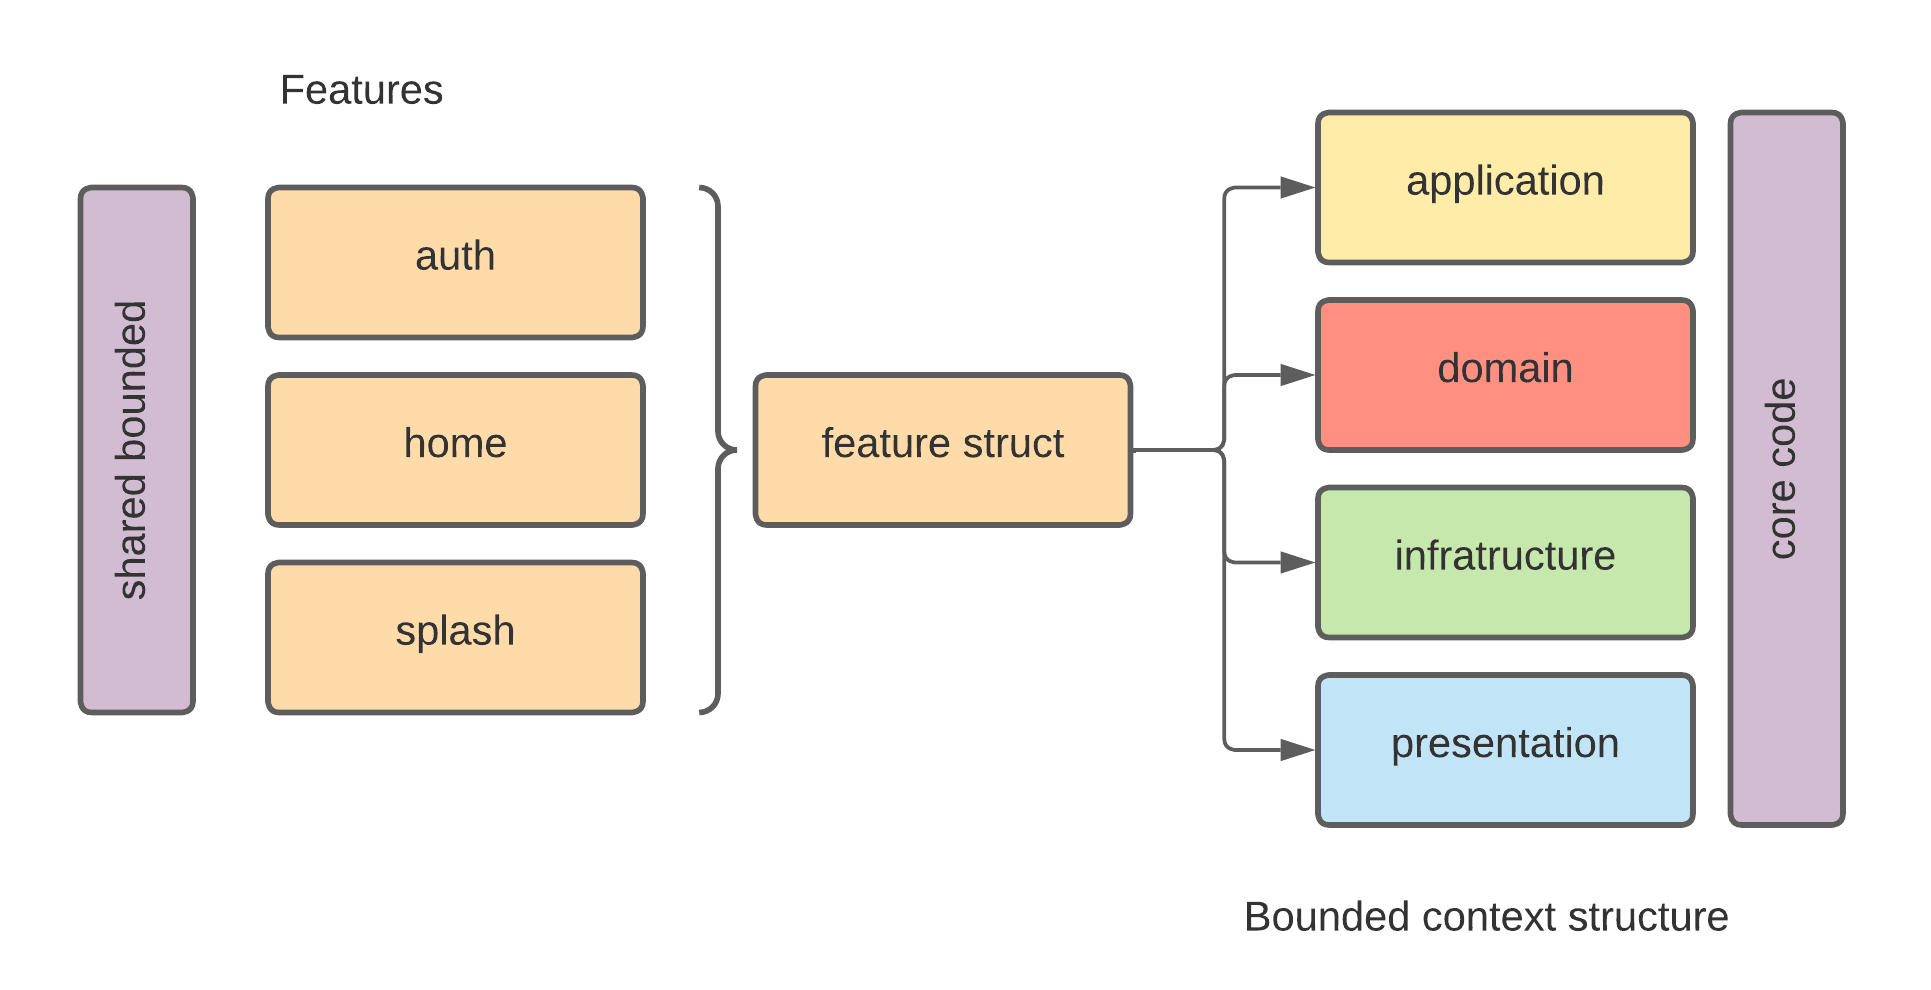 Features
shared bounded
auth
home
splash
feature struct
application
domain
infratructure
presentation
core code
Bounded context structure